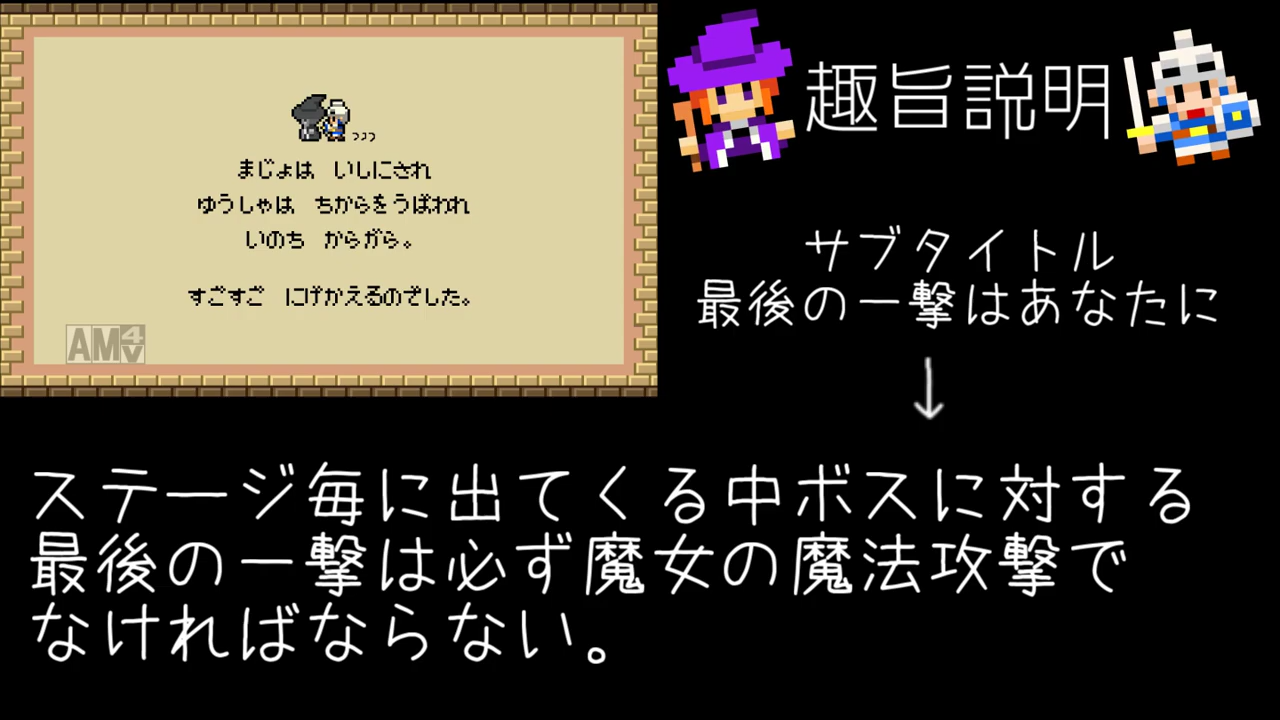 まじょは いしにされ
ゆうしゃは ちからをうばわれ
いのち からがら。
すごすご にげかえるのでした。
AM4V
趣旨説明
サブタイトル
最後の一撃はあなたに
↓
ステージ毎に出てくる中ボスに対する
最後の一撃は必ず魔女の魔法攻撃で
なければならない。